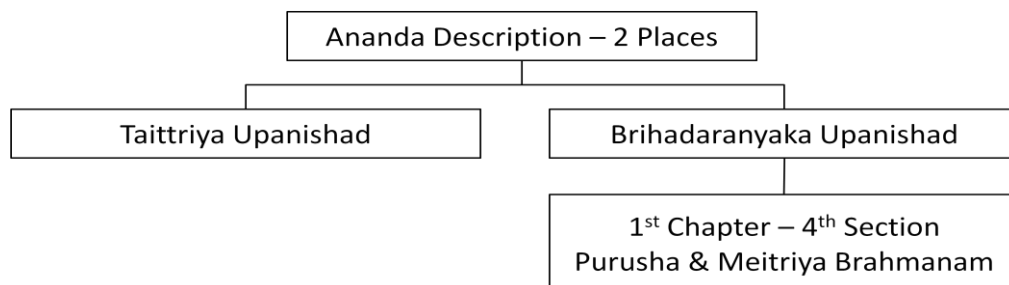 Ananda Description – 2 Places
Taittriya Upanishad
Brihadaranyaka Upanishad
1st Chapter – 4th Section
Purusha & Meitriya Brahmanam